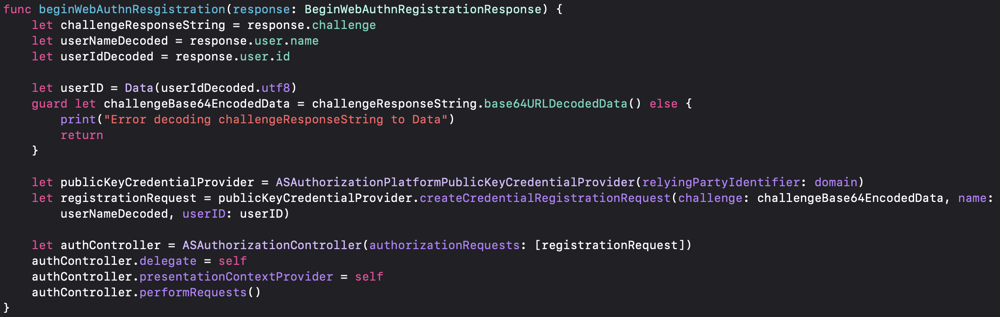 func beginWebAuthnResgistration(response: BeginWebAuthnRegistrationResponse) {
    let challengeResponseString = response.challenge
    let userNameDecoded = response.user.name
    let userIdDecoded = response.user.id

    let userID = Data(userIdDecoded.utf8)
    guard let challengeBase64EncodedData = challengeResponseString.base64URLDecodedData() else {
        print("Error decoding challengeResponseString to Data")
        return
    }

    let publicKeyCredentialProvider = ASAuthorizationPlatformPublicKeyCredentialProvider(relyingPartyIdentifier: domain)
    let registrationRequest = publicKeyCredentialProvider.createCredentialRegistrationRequest(challenge: challengeBase64EncodedData, name:
        userNameDecoded, userID: userID)

    let authController = ASAuthorizationController(authorizationRequests: [registrationRequest])
    authController.delegate = self
    authController.presentationContextProvider = self
    authController.performRequests()
}